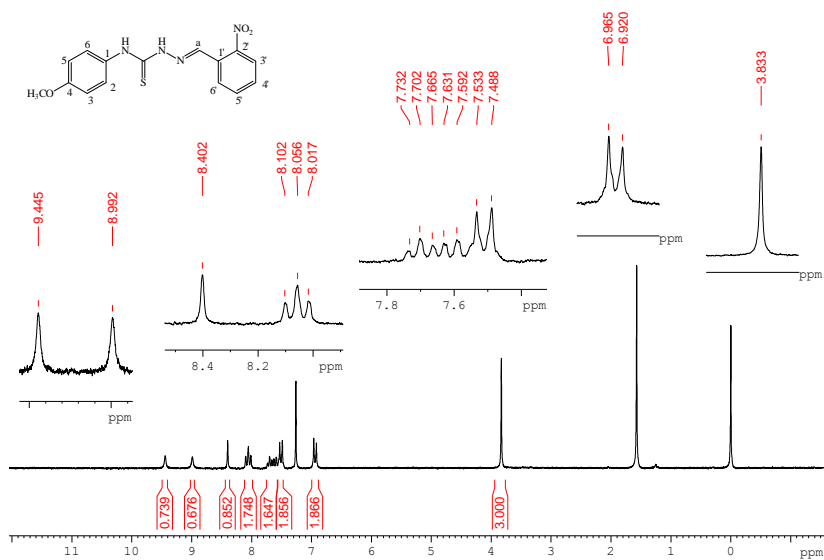 NO₂
6 NH NH a 1' 2' 3'
5 1 N
4 3 2 S 6' 5' 4'
H₃CO
9.445
8.992
8.402
8.102
8.056
8.017
7.732
7.702
7.665
7.631
7.592
7.533
7.488
6.965
6.920
3.833
ppm
8.4 8.2 ppm
7.8 7.6 ppm
ppm
ppm
0.739
0.676
0.852
1.748
1.647
1.856
1.866
3.000
11 10 9 8 7 6 5 4 3 2 1 0 ppm